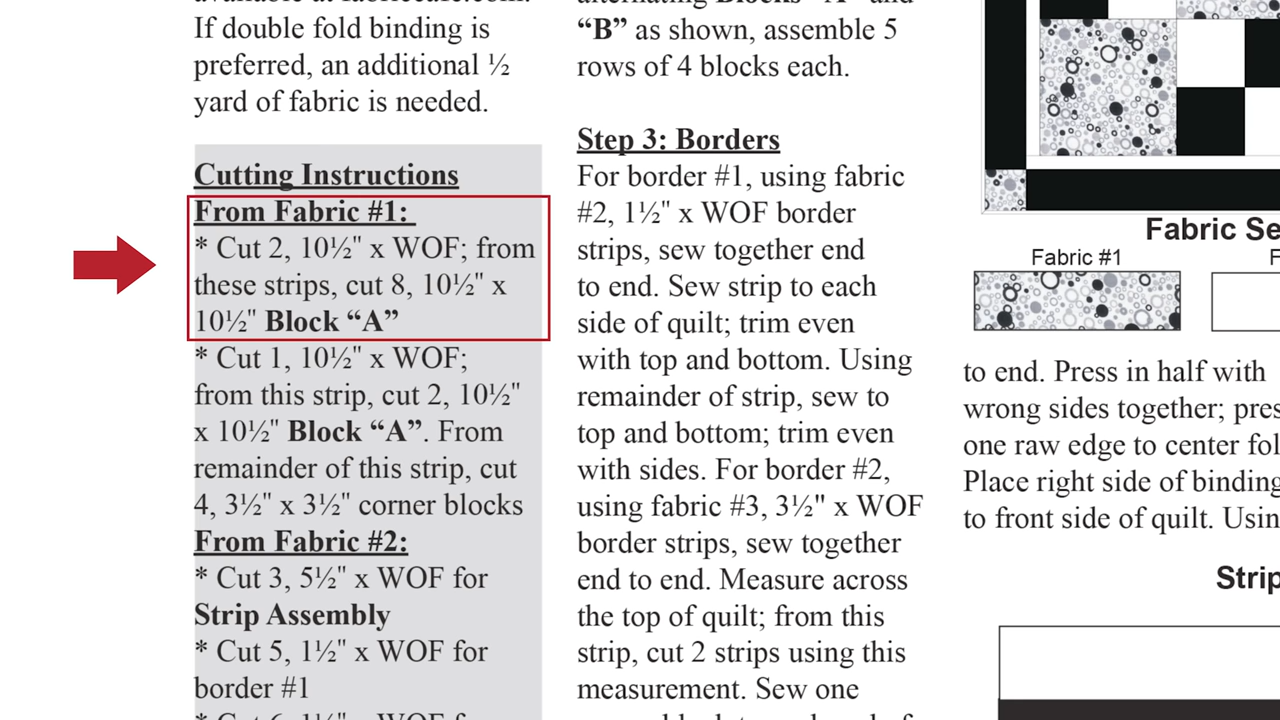 If double fold binding is
preferred, an additional ½
yard of fabric is needed.
Cutting Instructions
From Fabric #1:
* Cut 2, 10½" x WOF; from
these strips, cut 8, 10½" x
10½" Block “A”
* Cut 1, 10½" x WOF;
from this strip, cut 2, 10½"
x 10½" Block “A”. From
remainder of this strip, cut
4, 3½" x 3½" corner blocks
From Fabric #2:
* Cut 3, 5½" x WOF for
Strip Assembly
* Cut 5, 1½" x WOF for
border #1
“B” as shown, assemble 5
rows of 4 blocks each.
Step 3: Borders
For border #1, using fabric
#2, 1½" x WOF border
strips, sew together end
to end. Sew strip to each
side of quilt; trim even
with top and bottom. Using
remainder of strip, sew to
top and bottom; trim even
with sides. For border #2,
using fabric #3, 3½" x WOF
border strips, sew together
end to end. Measure across
the top of quilt; from this
strip, cut 2 strips using this
measurement. Sew one
Fabric Se
Fabric #1
F
to end. Press in half with
wrong sides together; pres
one raw edge to center fol
Place right side of binding
to front side of quilt. Usin
Strip